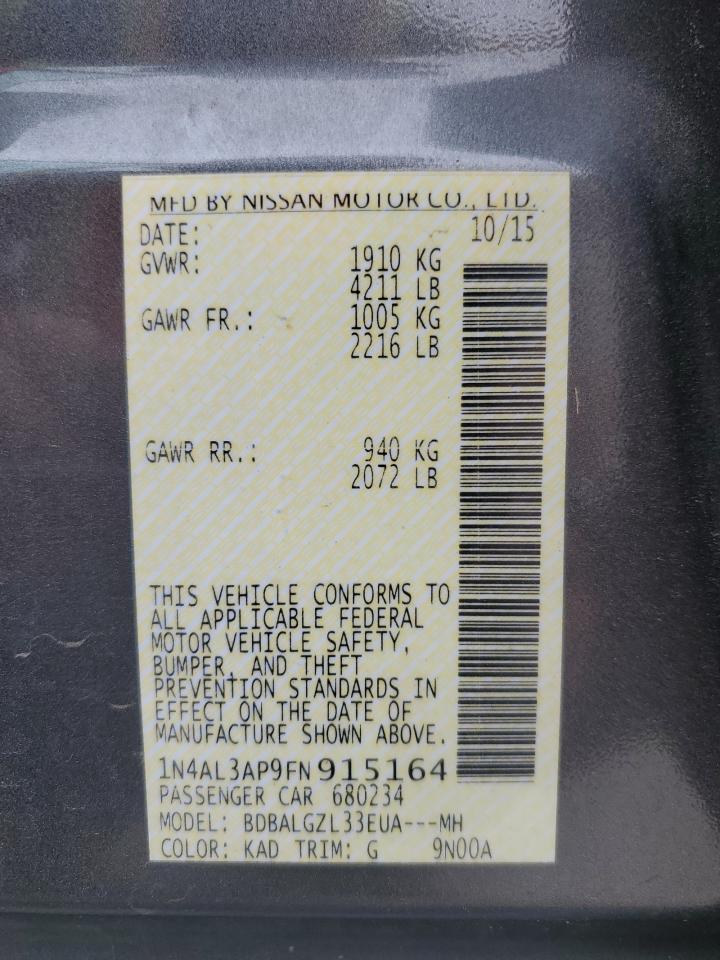 MFD BY NISSAN MOTOR CO., LTD.
DATE: 10/15
GVWR: 1910 KG
4211 LB
GAWR FR.: 1005 KG
2216 LB
GAWR RR.: 940 KG
2072 LB
THIS VEHICLE CONFORMS TO
ALL APPLICABLE FEDERAL
MOTOR VEHICLE SAFETY,
BUMPER, AND THEFT
PREVENTION STANDARDS IN
EFFECT ON THE DATE OF
MANUFACTURE SHOWN ABOVE.
1N4AL3AP9FN915164
PASSENGER CAR 680234
MODEL: BDBALGZL33EUA---MH
COLOR: KAD TRIM: G 9N00A